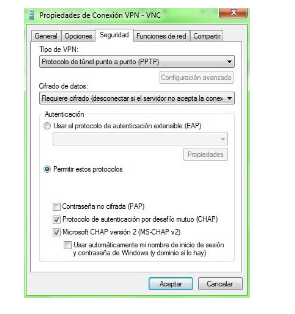 Propiedades de Conexión VPN - VNC
General Opciones Seguridad Funciones de red Compartir
Tipo de VPN:
Protocolo de túnel punto a punto (PPTP)
Configuración avanzada
Cifrado de datos:
Requiere cifrado (desconectar si el servidor no acepta la cone
Autenticación
Usar el protocolo de autenticación extensible (EAP)
Propiedades
Permitir estos protocolos
Contraseña no cifrada (PAP)
Protocolo de autenticación por desafío mutuo (CHAP)
Microsoft CHAP versión 2 (MS-CHAP v2)
Usar automáticamente mi nombre de inicio de sesión
y contraseña de Windows (y dominio si lo hay)
Aceptar Cancelar